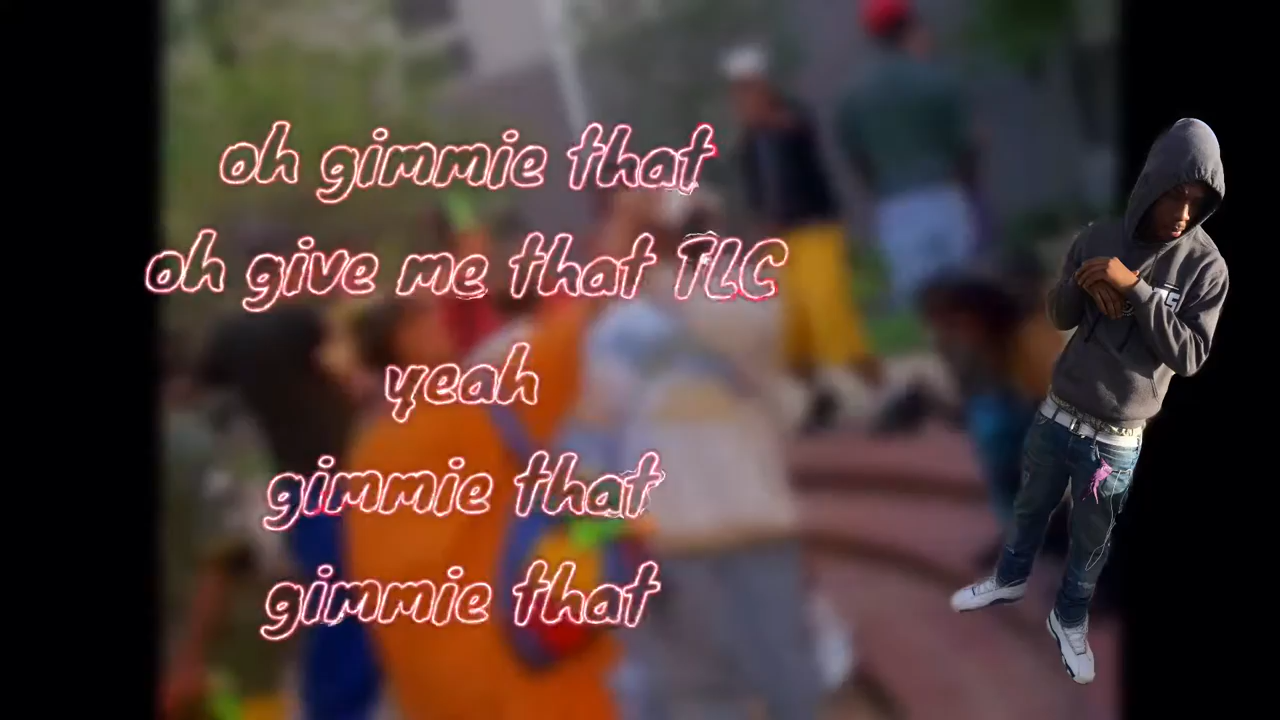 oh gimmie that
oh give me that TLC
yeah
gimmie that
gimmie that